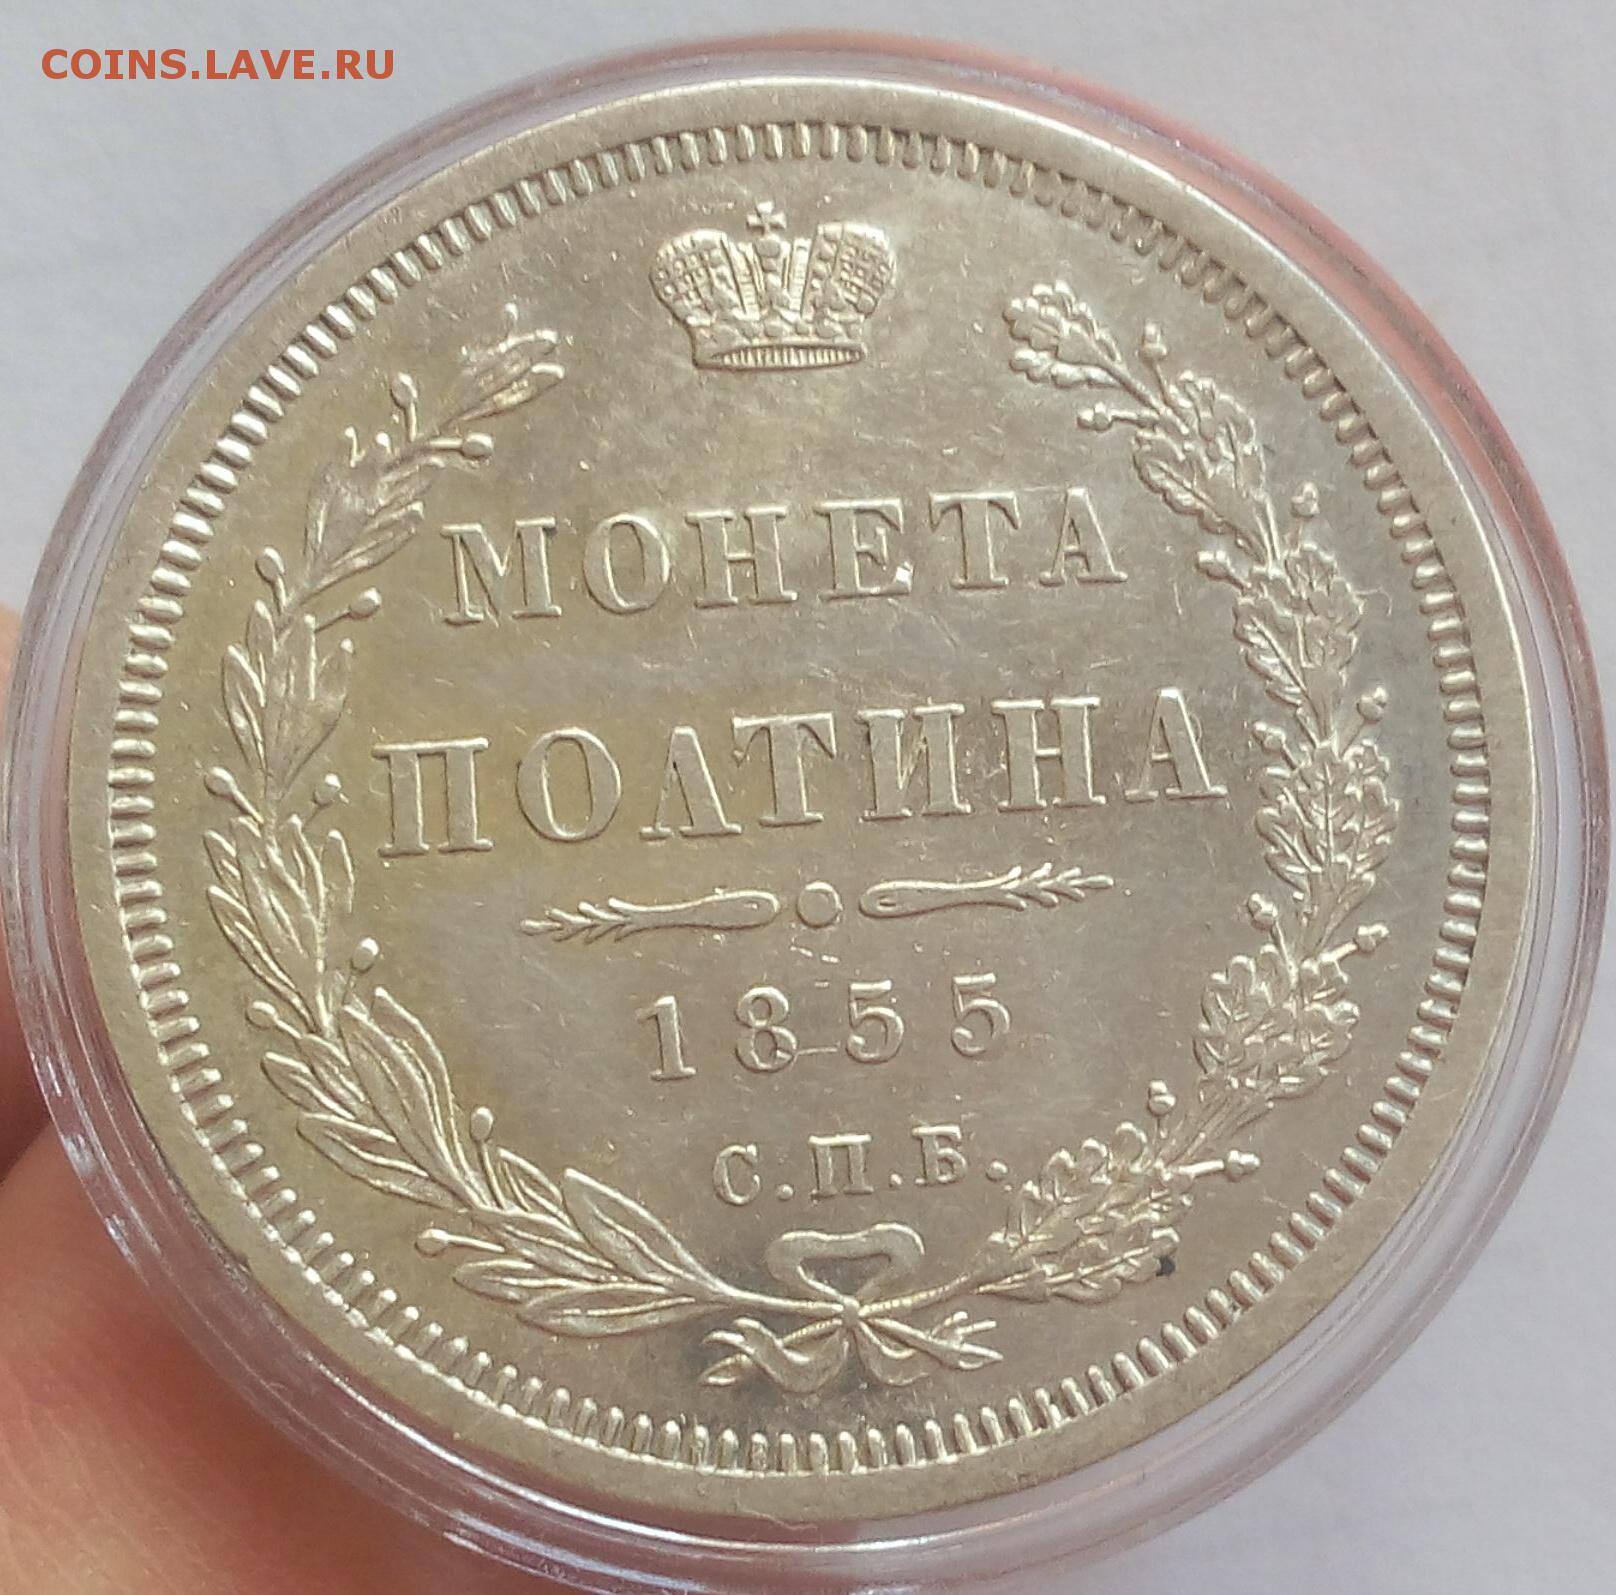 COINS.LAVE.RU
МОНЕТА
ПОЛТИНА
1855
С.П.Б.